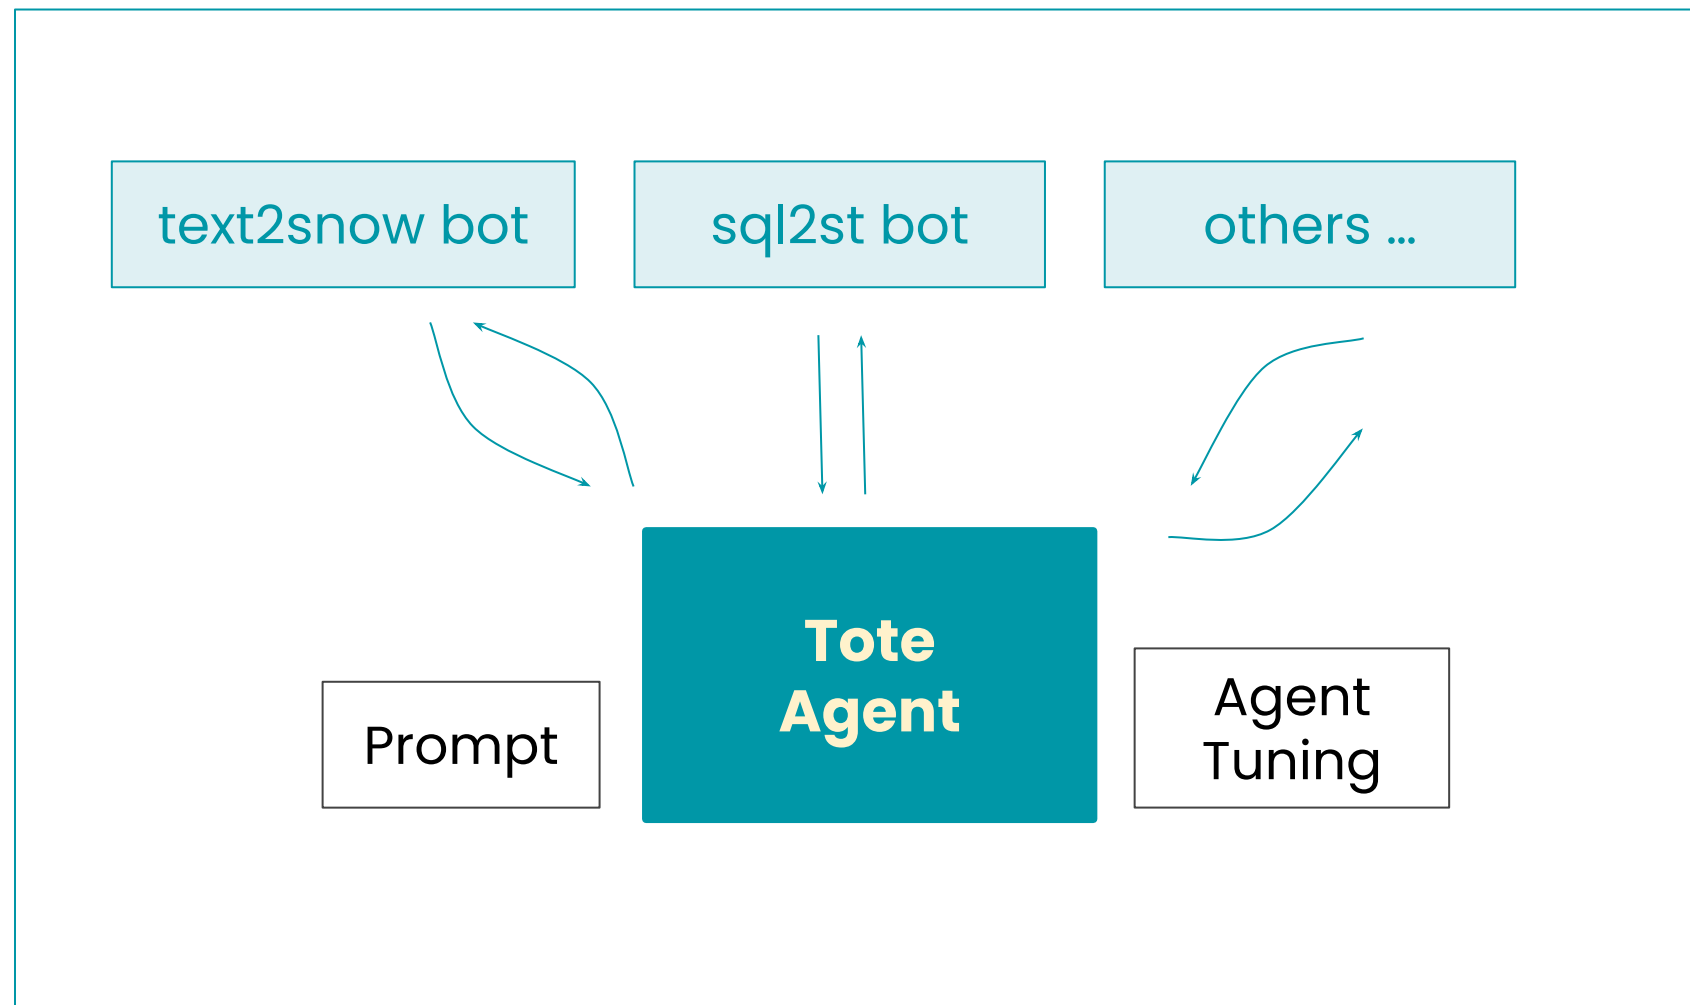 text2snow bot
sql2st bot
others ...
Tote
Agent
Prompt
Agent
Tuning